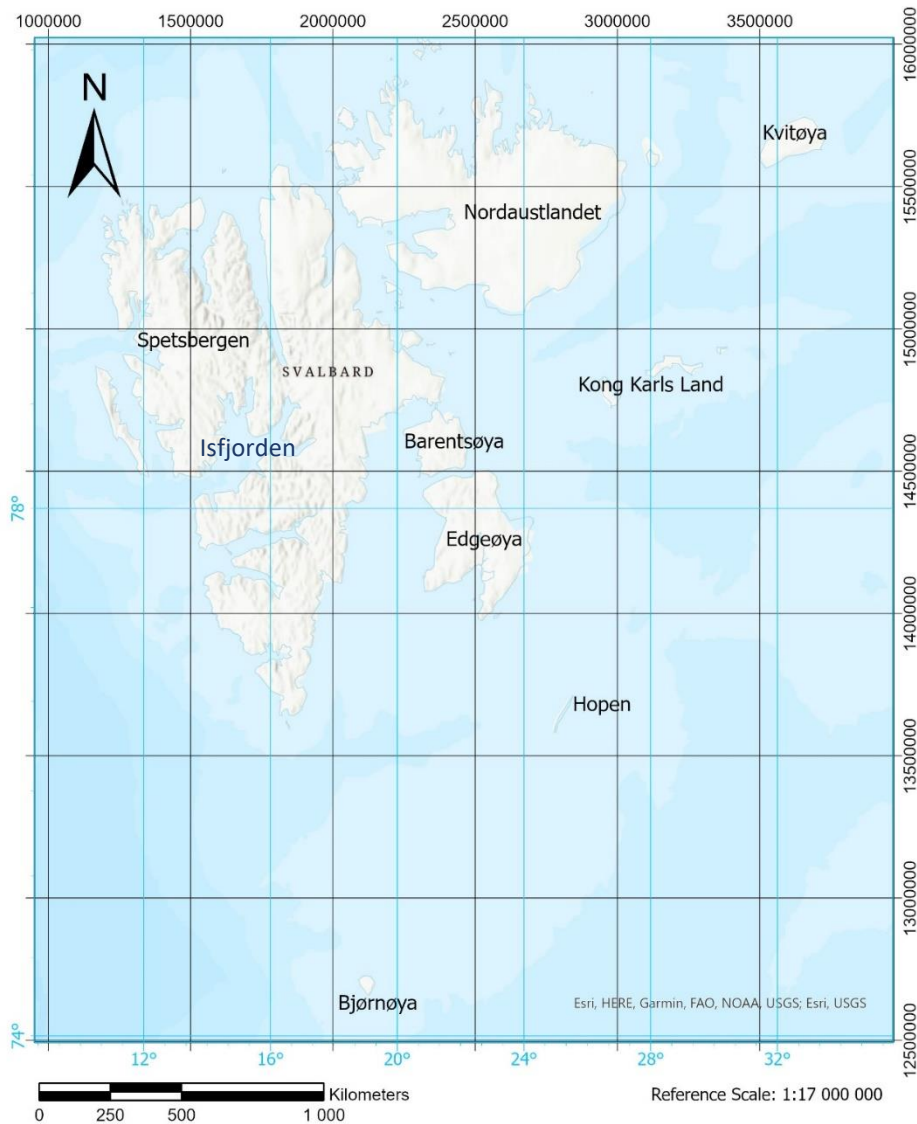 1000000 1500000 2000000 2500000 3000000 3500000
16000000
N
Kvitøya
15500000
Nordaustlandet
15000000
Spetsbergen
SVALBARD
Kong Karls Land
Barentsøya
Isfjorden
14500000
78°
Edgeøya
14000000
Hopen
13500000
13000000
Bjørnøya
Esri, HERE, Garmin, FAO, NOAA, USGS; Esri, USGS
74°
12500000
12° 16° 20° 24° 28° 32°
Kilometers
0 250 500 1 000
Reference Scale: 1:17 000 000